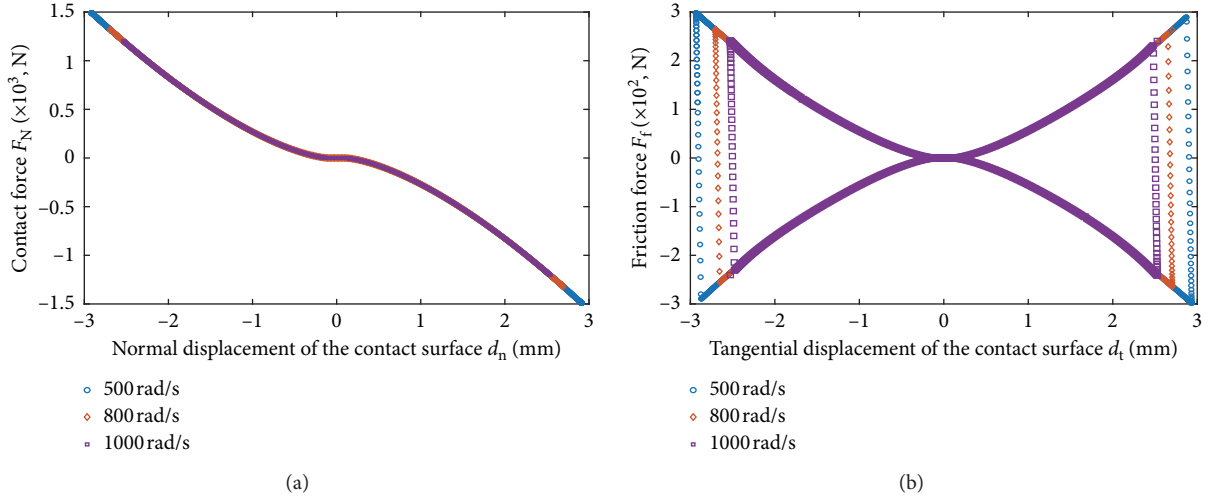 Contact force F_N (×10^3, N)
1.5
1
0.5
0
−0.5
−1
−1.5
−3 −2 −1 0 1 2 3
Normal displacement of the contact surface d_n (mm)
500 rad/s
800 rad/s
1000 rad/s
(a)
Friction force F_f (×10^2, N)
3
2
1
0
−1
−2
−3
−3 −2 −1 0 1 2 3
Tangential displacement of the contact surface d_t (mm)
500 rad/s
800 rad/s
1000 rad/s
(b)